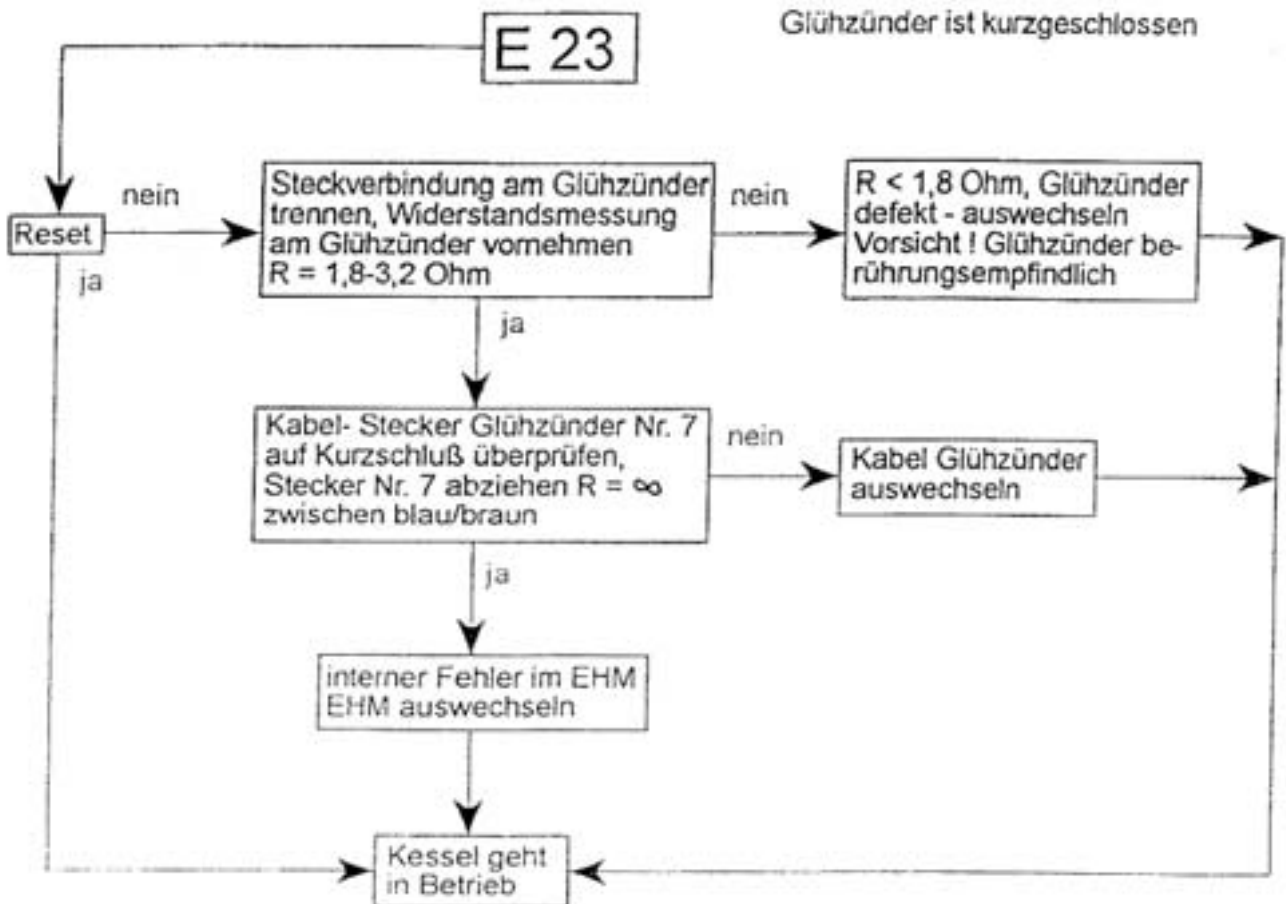 E 23
Glühzünder ist kurzgeschlossen
Reset
nein
ja
Steckverbindung am Glühzünder
trennen, Widerstandsmessung
am Glühzünder vornehmen
R = 1,8-3,2 Ohm
nein
R < 1,8 Ohm, Glühzünder
defekt - auswechseln
Vorsicht ! Glühzünder be-
rührungsempfindlich
ja
Kabel- Stecker Glühzünder Nr. 7
auf Kurzschluß überprüfen,
Stecker Nr. 7 abziehen R = ∞
zwischen blau/braun
nein
Kabel Glühzünder
auswechseln
ja
interner Fehler im EHM
EHM auswechseln
Kessel geht
in Betrieb